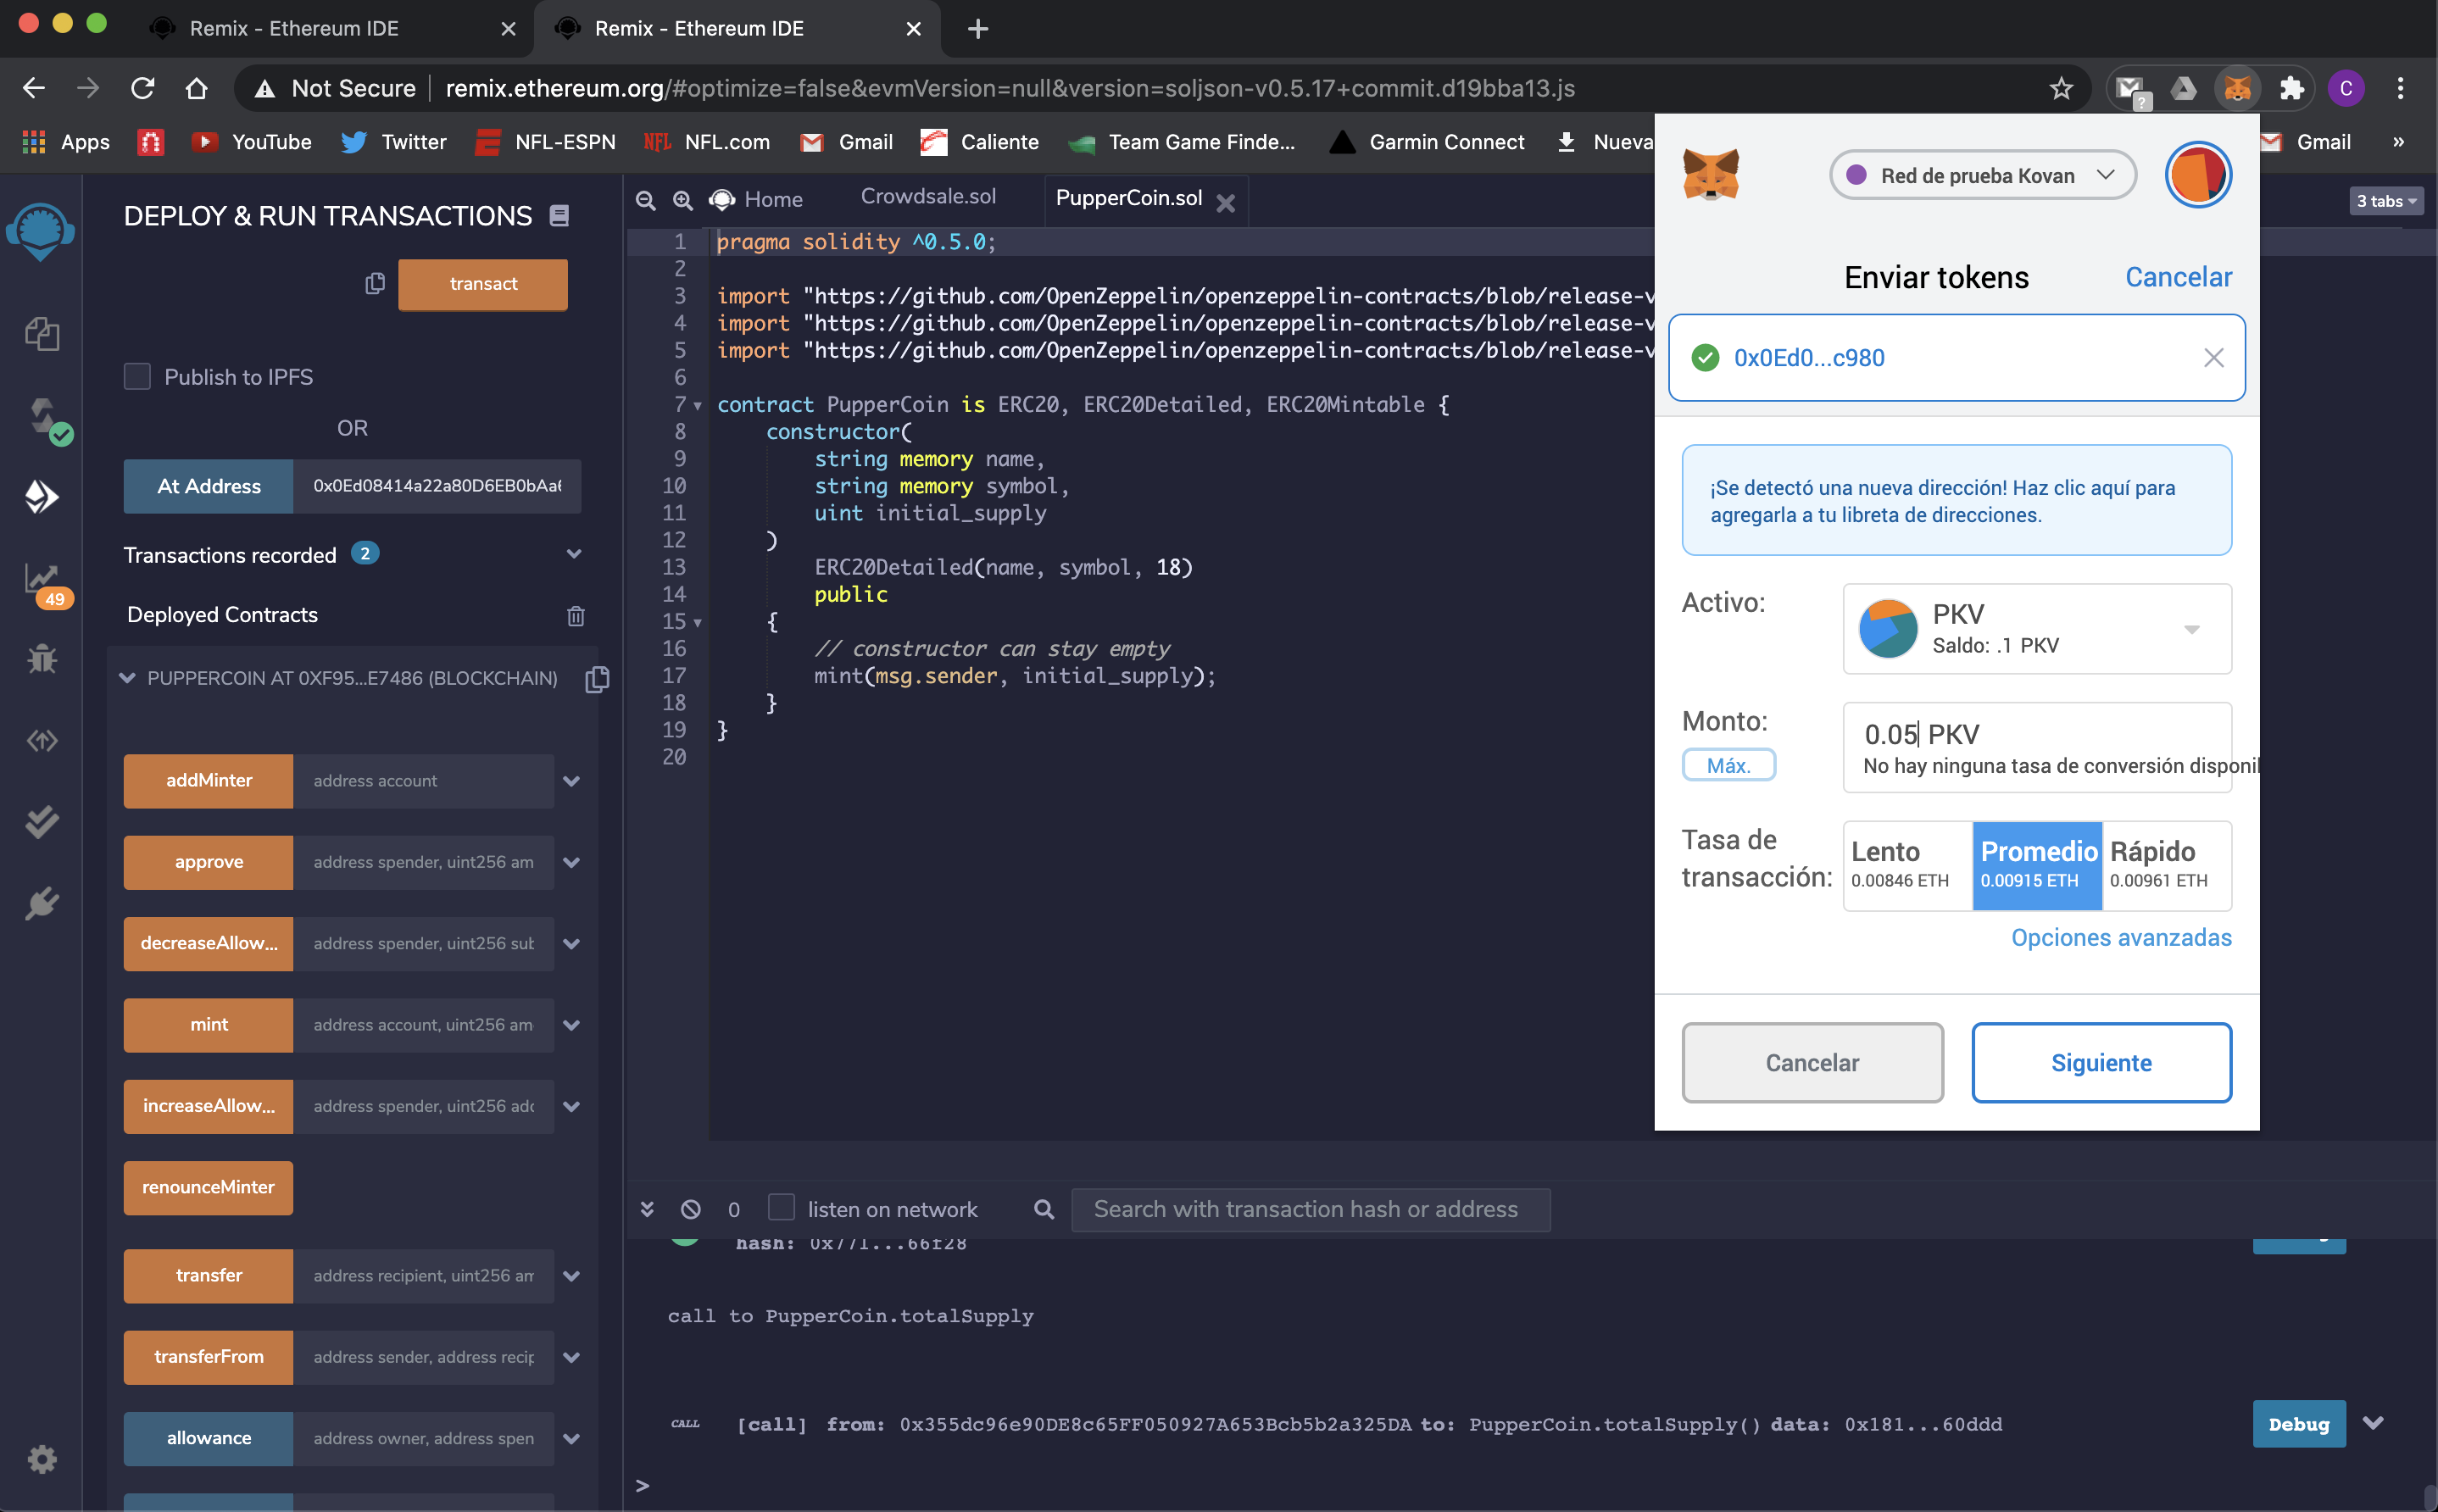 Remix - Ethereum IDE
Remix - Ethereum IDE
Not Secure
remix.ethereum.org/#optimize=false&evmVersion=null&version=soljson-v0.5.17+commit.d19bba13.js
?
C
Apps
YouTube
Twitter
NFL-ESPN
NFL
NFL.com
Gmail
Caliente
Team Game Finde...
Garmin Connect
Nueva
Gmail
»
DEPLOY & RUN TRANSACTIONS
transact
Publish to IPFS
OR
At Address
0x0Ed08414a22a80D6EB0bAa
Transactions recorded 2
49
Deployed Contracts
PUPPERCOIN AT 0XF95...E7486 (BLOCKCHAIN)
addMinter
address account
approve
address spender, uint256 am
decreaseAllow...
address spender, uint256 sub
mint
address account, uint256 am
increaseAllow...
address spender, uint256 add
renounceMinter
transfer
address recipient, uint256 am
transferFrom
address sender, address recip
allowance
address owner, address spen
Home
Crowdsale.sol
PupperCoin.sol
3 tabs
1 pragma solidity ^0.5.0;
2
3 import "https://github.com/OpenZeppelin/openzeppelin-contracts/blob/release-v
4 import "https://github.com/OpenZeppelin/openzeppelin-contracts/blob/release-v
5 import "https://github.com/OpenZeppelin/openzeppelin-contracts/blob/release-v
6
7 contract PupperCoin is ERC20, ERC20Detailed, ERC20Mintable {
8 constructor(
9 string memory name,
10 string memory symbol,
11 uint initial_supply
12 )
13 ERC20Detailed(name, symbol, 18)
14 public
15 {
16 // constructor can stay empty
17 mint(msg.sender, initial_supply);
18 }
19 }
20
Red de prueba Kovan
Enviar tokens
Cancelar
0x0Ed0...c980
¡Se detectó una nueva dirección! Haz clic aquí para
agregarla a tu libreta de direcciones.
Activo:
PKV
Saldo: .1 PKV
Monto:
Máx.
0.05 PKV
No hay ninguna tasa de conversión disponil
Tasa de
transacción:
Lento
0.00846 ETH
Promedio
0.00915 ETH
Rápido
0.00961 ETH
Opciones avanzadas
Cancelar
Siguiente
0
listen on network
Search with transaction hash or address
hash: 0x771...66f28
call to PupperCoin.totalSupply
CALL
[call] from: 0x355dc96e90DE8c65FF050927A653Bcb5b2a325DA to: PupperCoin.totalSupply() data: 0x181...60ddd
Debug
>